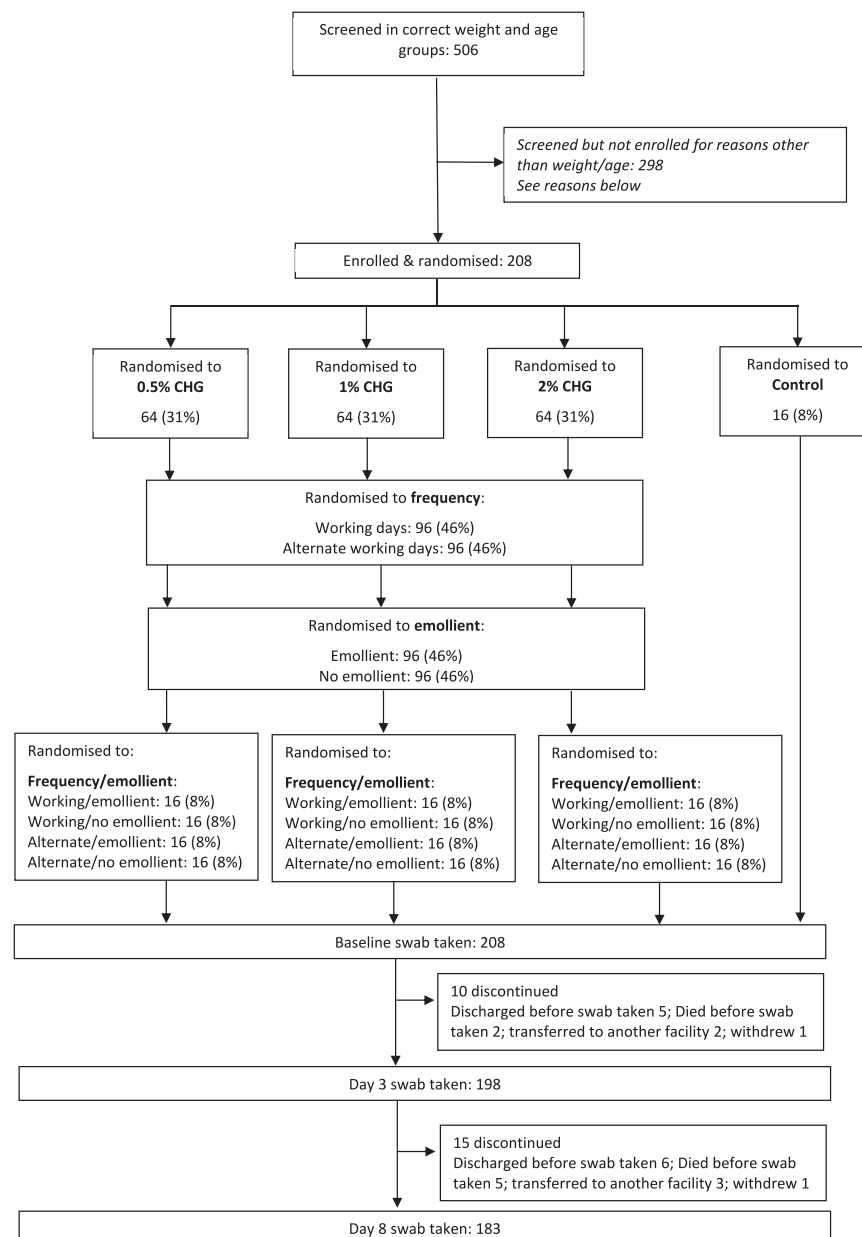 Screened in correct weight and age
groups: 506
Screened but not enrolled for reasons other
than weight/age: 298
See reasons below
Enrolled & randomised: 208
Randomised to
0.5% CHG
64 (31%)
Randomised to
1% CHG
64 (31%)
Randomised to
2% CHG
64 (31%)
Randomised to
Control
16 (8%)
Randomised to frequency:
Working days: 96 (46%)
Alternate working days: 96 (46%)
Randomised to emollient:
Emollient: 96 (46%)
No emollient: 96 (46%)
Randomised to:
Frequency/emollient:
Working/emollient: 16 (8%)
Working/no emollient: 16 (8%)
Alternate/emollient: 16 (8%)
Alternate/no emollient: 16 (8%)
Randomised to:
Frequency/emollient:
Working/emollient: 16 (8%)
Working/no emollient: 16 (8%)
Alternate/emollient: 16 (8%)
Alternate/no emollient: 16 (8%)
Randomised to:
Frequency/emollient:
Working/emollient: 16 (8%)
Working/no emollient: 16 (8%)
Alternate/emollient: 16 (8%)
Alternate/no emollient: 16 (8%)
Baseline swab taken: 208
10 discontinued
Discharged before swab taken 5; Died before swab
taken 2; transferred to another facility 2; withdrew 1
Day 3 swab taken: 198
15 discontinued
Discharged before swab taken 6; Died before swab
taken 5; transferred to another facility 3; withdrew 1
Day 8 swab taken: 183